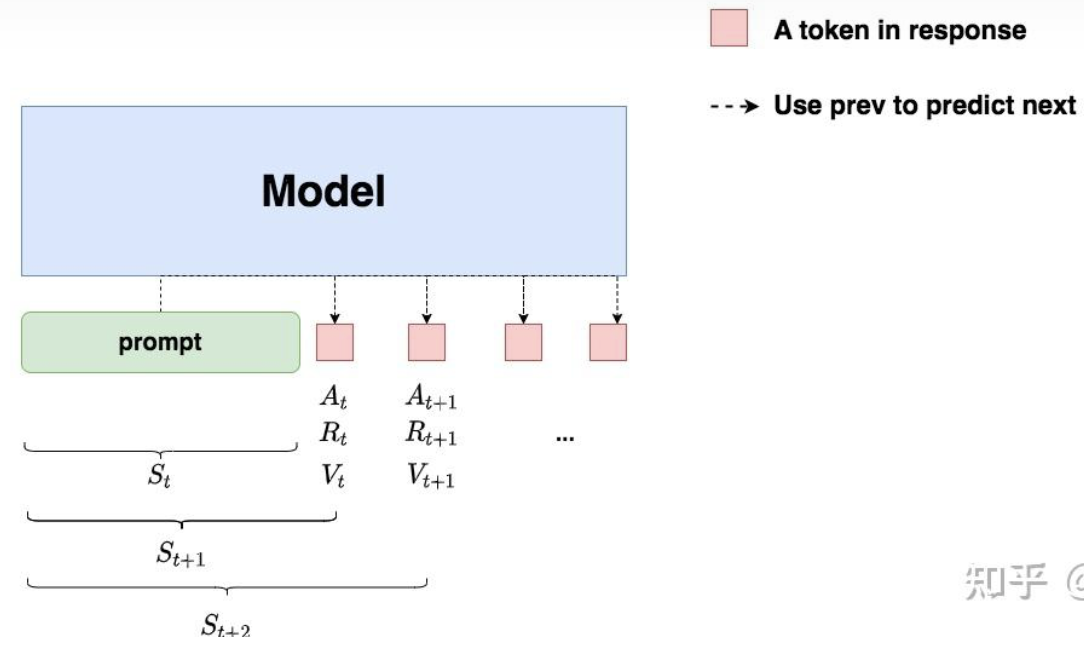 A token in response
Use prev to predict next
Model
prompt
A_t A_{t+1}
R_t R_{t+1} ...
S_t V_t V_{t+1}
S_{t+1}
S_{t+2}
知乎 @